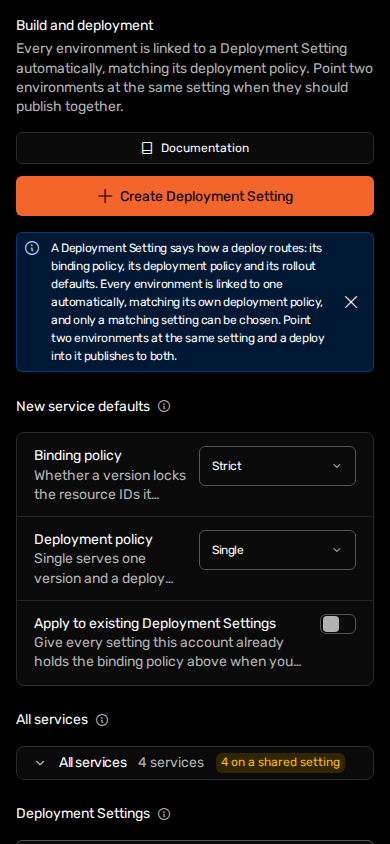 Build and deployment
Every environment is linked to a Deployment Setting
automatically, matching its deployment policy. Point two
environments at the same setting when they should
publish together.
Documentation
Create Deployment Setting
A Deployment Setting says how a deploy routes: its
binding policy, its deployment policy and its rollout
defaults. Every environment is linked to one
automatically, matching its own deployment policy,
and only a matching setting can be chosen. Point
two environments at the same setting and a deploy
into it publishes to both.
New service defaults
Binding policy
Whether a version locks
the resource IDs it…
Strict
Deployment policy
Single serves one
version and a deploy…
Single
Apply to existing Deployment Settings
Give every setting this account already
holds the binding policy above when you…
All services
All services 4 services 4 on a shared setting
Deployment Settings